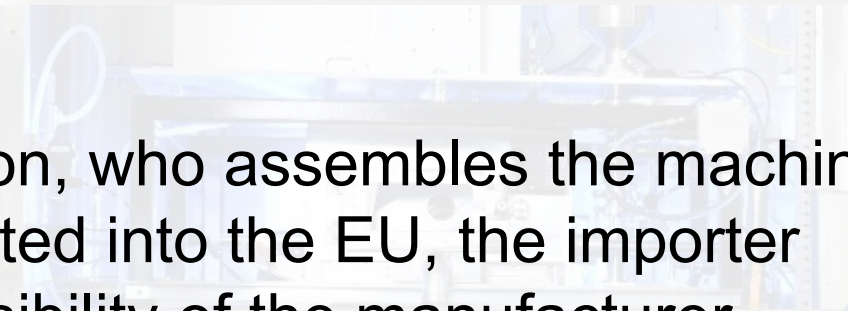 on, who assembles the machin
ted into the EU, the importer
sibility of the manufacturer